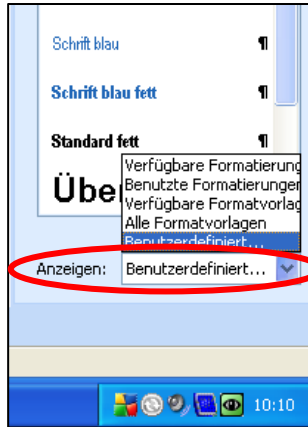 Schrift blau ¶
Schrift blau fett ¶
Standard fett ¶
Über
Verfügbare Formatierung
Benutzte Formatierunger
Verfügbare Formatvorlag
Alle Formatvorlagen
Benutzerdefiniert...
Anzeigen: Benutzerdefiniert...
10:10